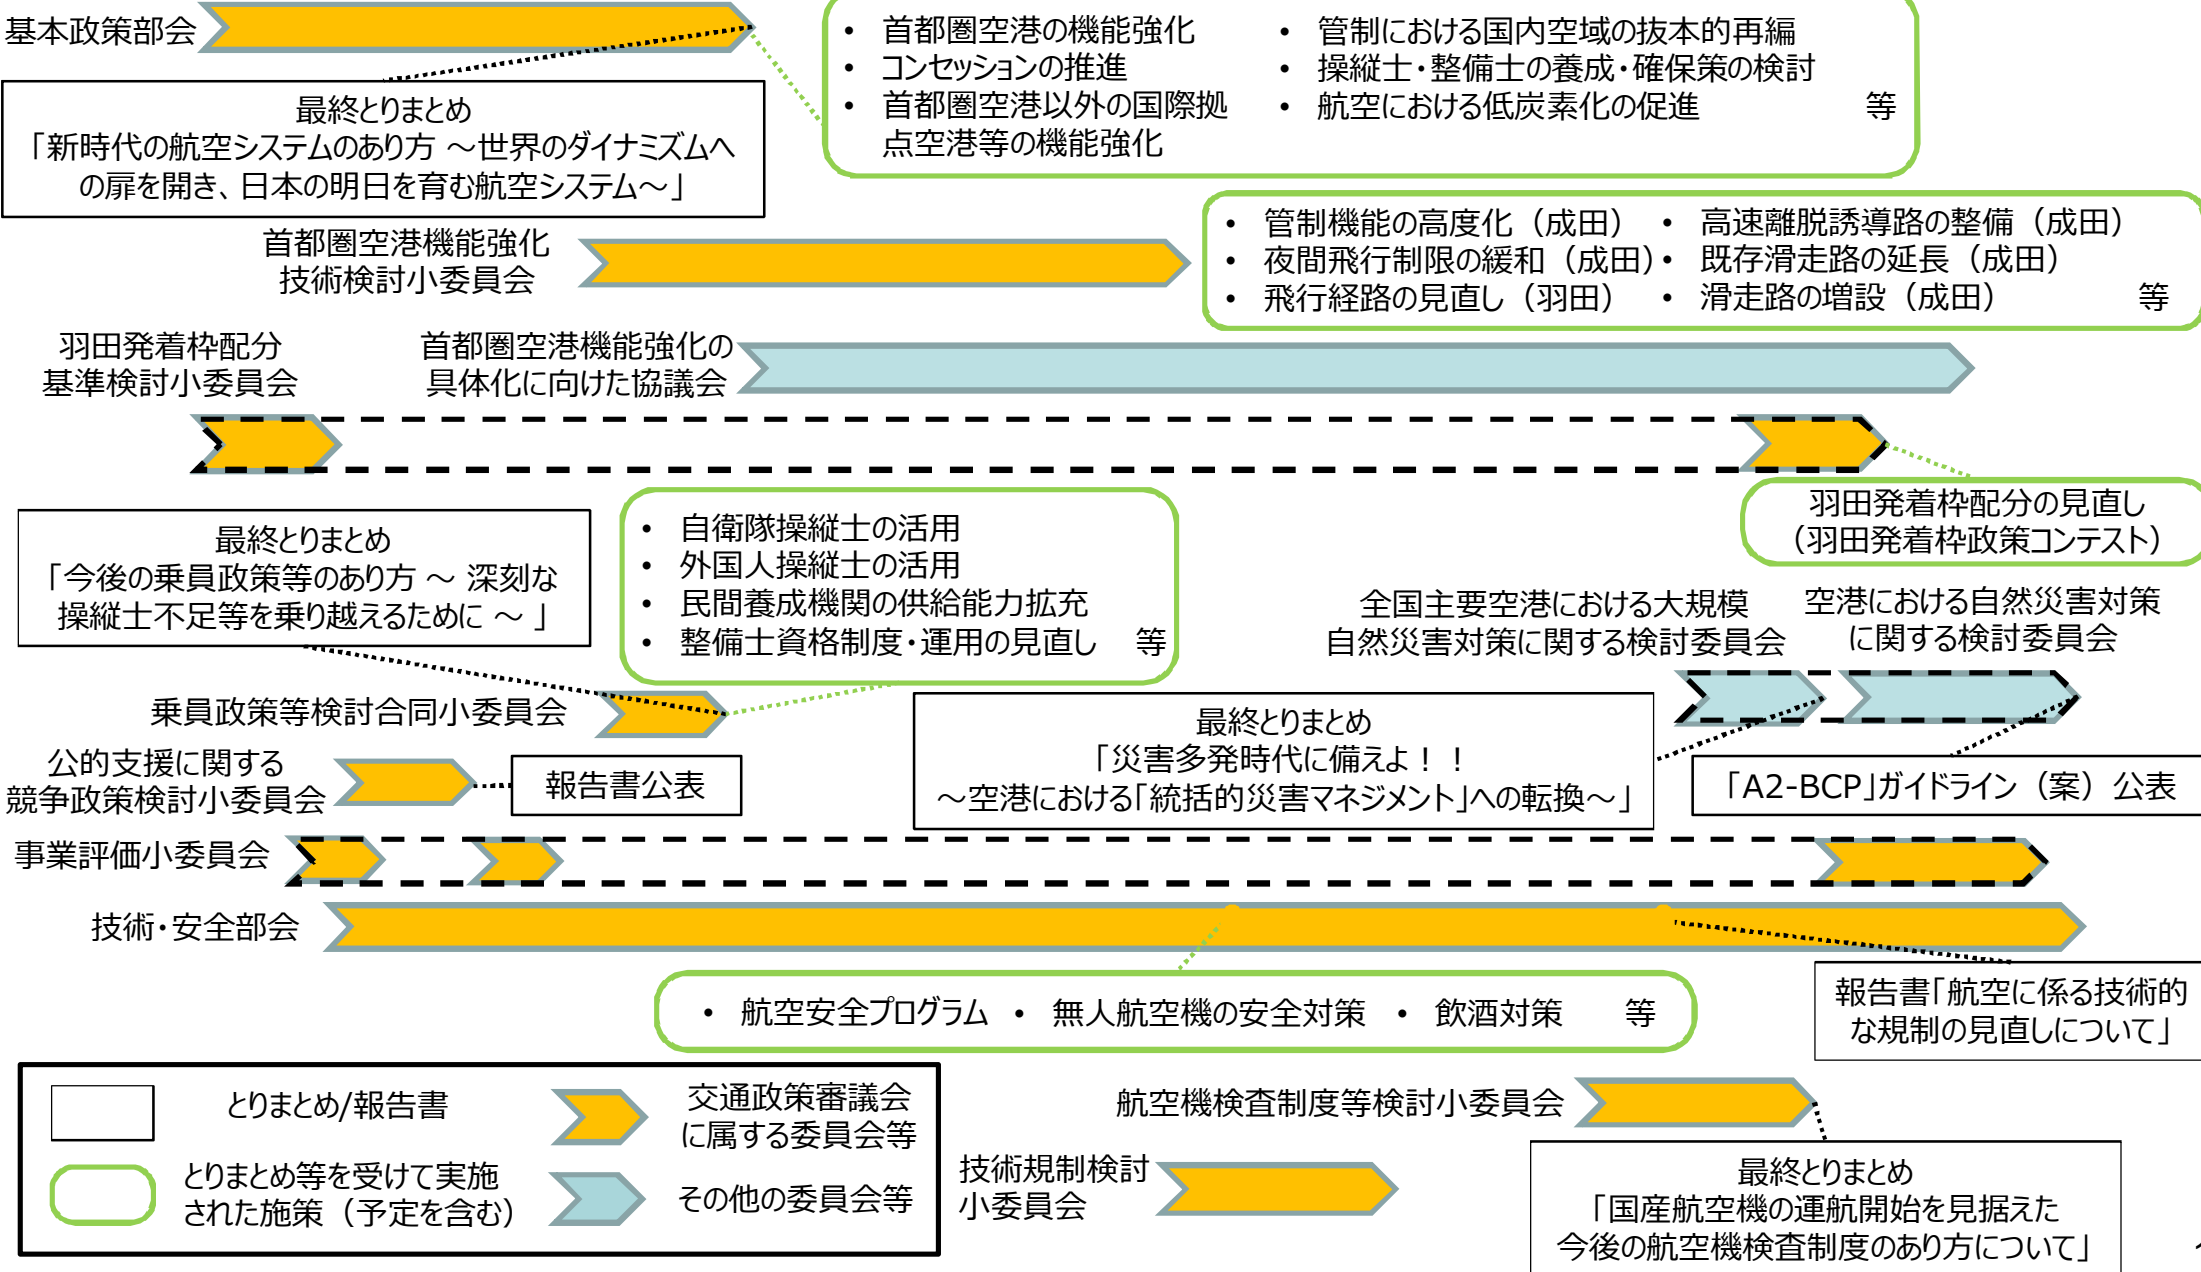 基本政策部会
• 首都圏空港の機能強化
• コンセッションの推進
• 首都圏空港以外の国際拠
点空港等の機能強化
• 管制における国内空域の抜本的再編
• 操縦士・整備士の養成・確保策の検討
• 航空における低炭素化の促進 等
最終とりまとめ
「新時代の航空システムのあり方 ～世界のダイナミズムへ
の扉を開き、日本の明日を育む航空システム～」
首都圏空港機能強化
技術検討小委員会
• 管制機能の高度化（成田）
• 夜間飛行制限の緩和（成田）
• 飛行経路の見直し（羽田）
• 高速離脱誘導路の整備（成田）
• 既存滑走路の延長（成田）
• 滑走路の増設（成田） 等
羽田発着枠配分
基準検討小委員会
首都圏空港機能強化の
具体化に向けた協議会
羽田発着枠配分の見直し
（羽田発着枠政策コンテスト）
最終とりまとめ
「今後の乗員政策等のあり方 ～ 深刻な
操縦士不足等を乗り越えるために ～ 」
• 自衛隊操縦士の活用
• 外国人操縦士の活用
• 民間養成機関の供給能力拡充
• 整備士資格制度・運用の見直し 等
全国主要空港における大規模
自然災害対策に関する検討委員会
空港における自然災害対策
に関する検討委員会
乗員政策等検討合同小委員会
最終とりまとめ
「災害多発時代に備えよ！！
～空港における「統括的災害マネジメント」への転換～」
「A2-BCP」ガイドライン（案）公表
公的支援に関する
競争政策検討小委員会
報告書公表
事業評価小委員会
技術・安全部会
• 航空安全プログラム • 無人航空機の安全対策 • 飲酒対策 等
報告書「航空に係る技術的
な規制の見直しについて」
とりまとめ/報告書
交通政策審議会
に属する委員会等
とりまとめ等を受けて実施
された施策（予定を含む）
その他の委員会等
航空機検査制度等検討小委員会
技術規制検討
小委員会
最終とりまとめ
「国産航空機の運航開始を見据えた
今後の航空機検査制度のあり方について」